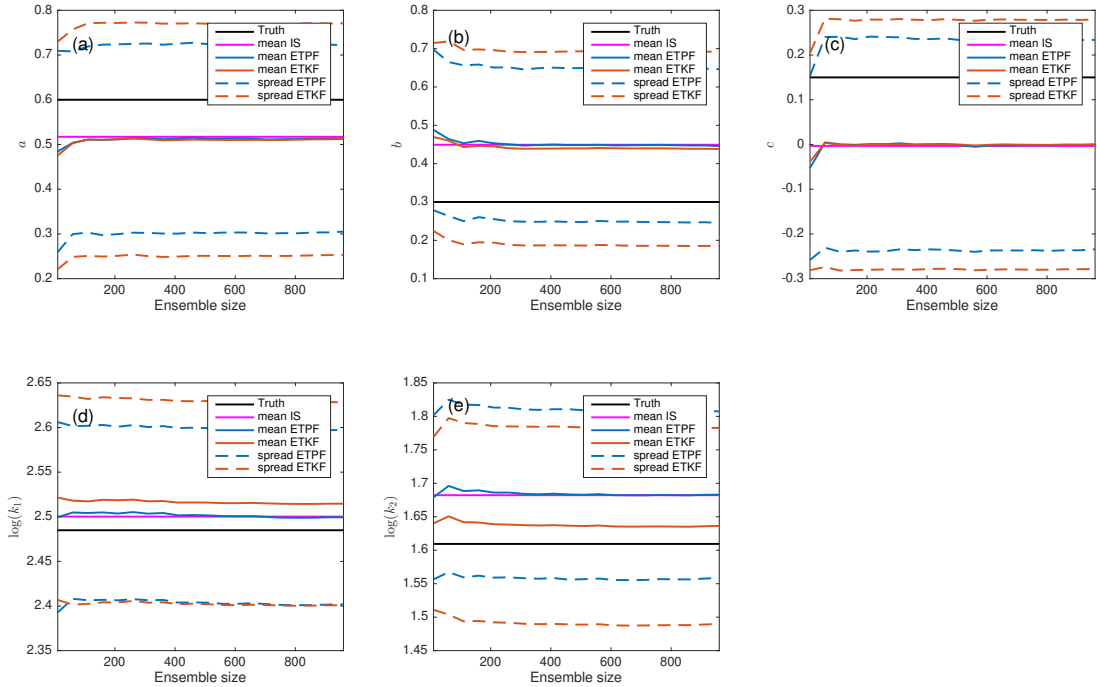 0.8
0.7
0.6
0.5
0.4
0.3
0.2
a
(a)
Truth
mean IS
mean ETPF
mean ETKF
spread ETPF
spread ETKF
200 400 600 800
Ensemble size
0.8
0.7
0.6
0.5
0.4
0.3
0.2
0.1
b
(b)
Truth
mean IS
mean ETPF
mean ETKF
spread ETPF
spread ETKF
200 400 600 800
Ensemble size
0.3
0.2
0.1
0
-0.1
-0.2
-0.3
c
(c)
Truth
mean IS
mean ETPF
mean ETKF
spread ETPF
spread ETKF
200 400 600 800
Ensemble size
2.65
2.6
2.55
2.5
2.45
2.4
2.35
log(k₁)
(d)
Truth
mean IS
mean ETPF
mean ETKF
spread ETPF
spread ETKF
200 400 600 800
Ensemble size
1.85
1.8
1.75
1.7
1.65
1.6
1.55
1.5
1.45
log(k₂)
(e)
Truth
mean IS
mean ETPF
mean ETKF
spread ETPF
spread ETKF
200 400 600 800
Ensemble size